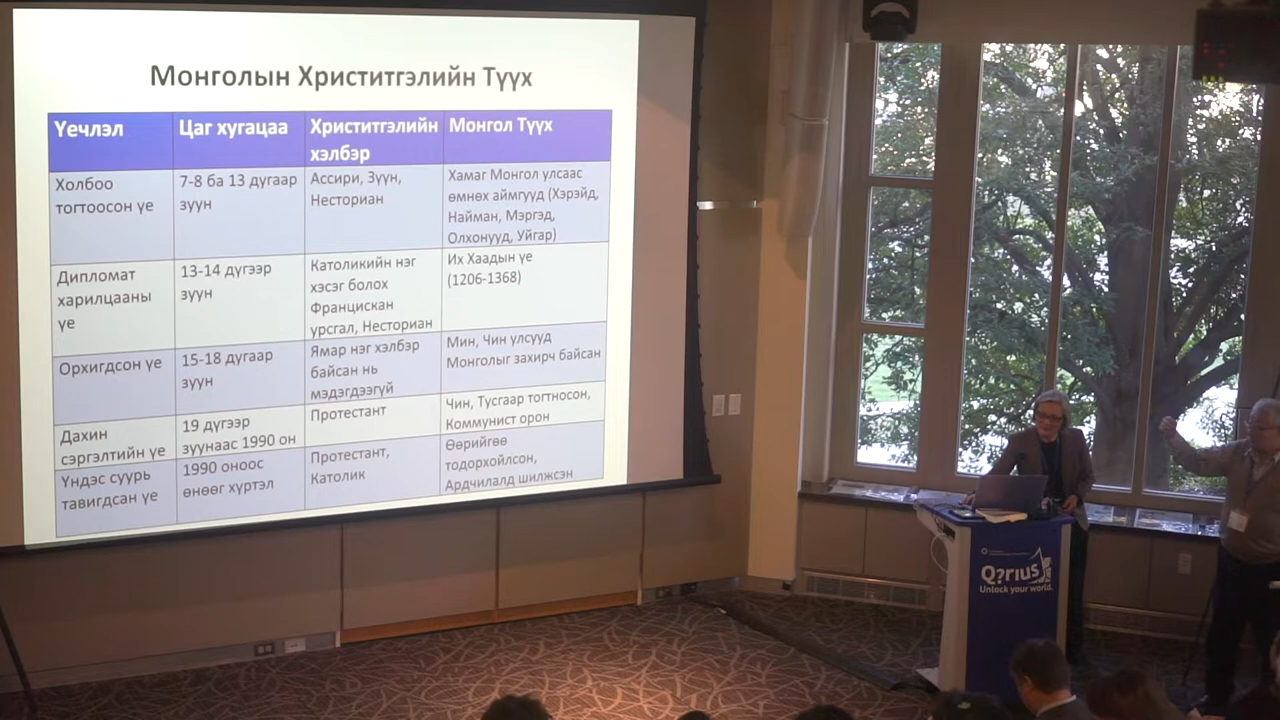 Монголын Христитгэлийн Түүх
Үечлэл
Цаг хугацаа
Христитгэлийн
хэлбэр
Монгол Түүх
Холбоо
тогтоосон үе
7-8 ба 13 дугаар
зуун
Ассири, Зүүн,
Несториан
Хамаг Монгол улсаас
өмнөх аймгууд (Хэрэйд,
Найман, Мэргэд,
Олхонууд, Уйгар)
Дипломат
харилцааны
үе
13-14 дүгээр
зуун
Католикийн нэг
хэсэг болох
Францискан
урсгал, Несториан
Их Хаадын үе
(1206-1368)
Орхигдсон үе
15-18 дугаар
зуун
Ямар нэг хэлбэр
байсан нь
мэдэгдээгүй
Мин, Чин улсууд
Монголыг захирч байсан
Дахин
сэргэлтийн үе
19 дүгээр
зуунаас 1990 он
Протестант
Чин, Тусгаар тогтносон,
Коммунист орон
Үндэс суурь
тавигдсан үе
1990 оноос
өнөөг хүртэл
Протестант,
Католик
Өөрийгөө
тодорхойлсон,
Ардчилалд шилжсэн
Q?rius
Unlock your world.